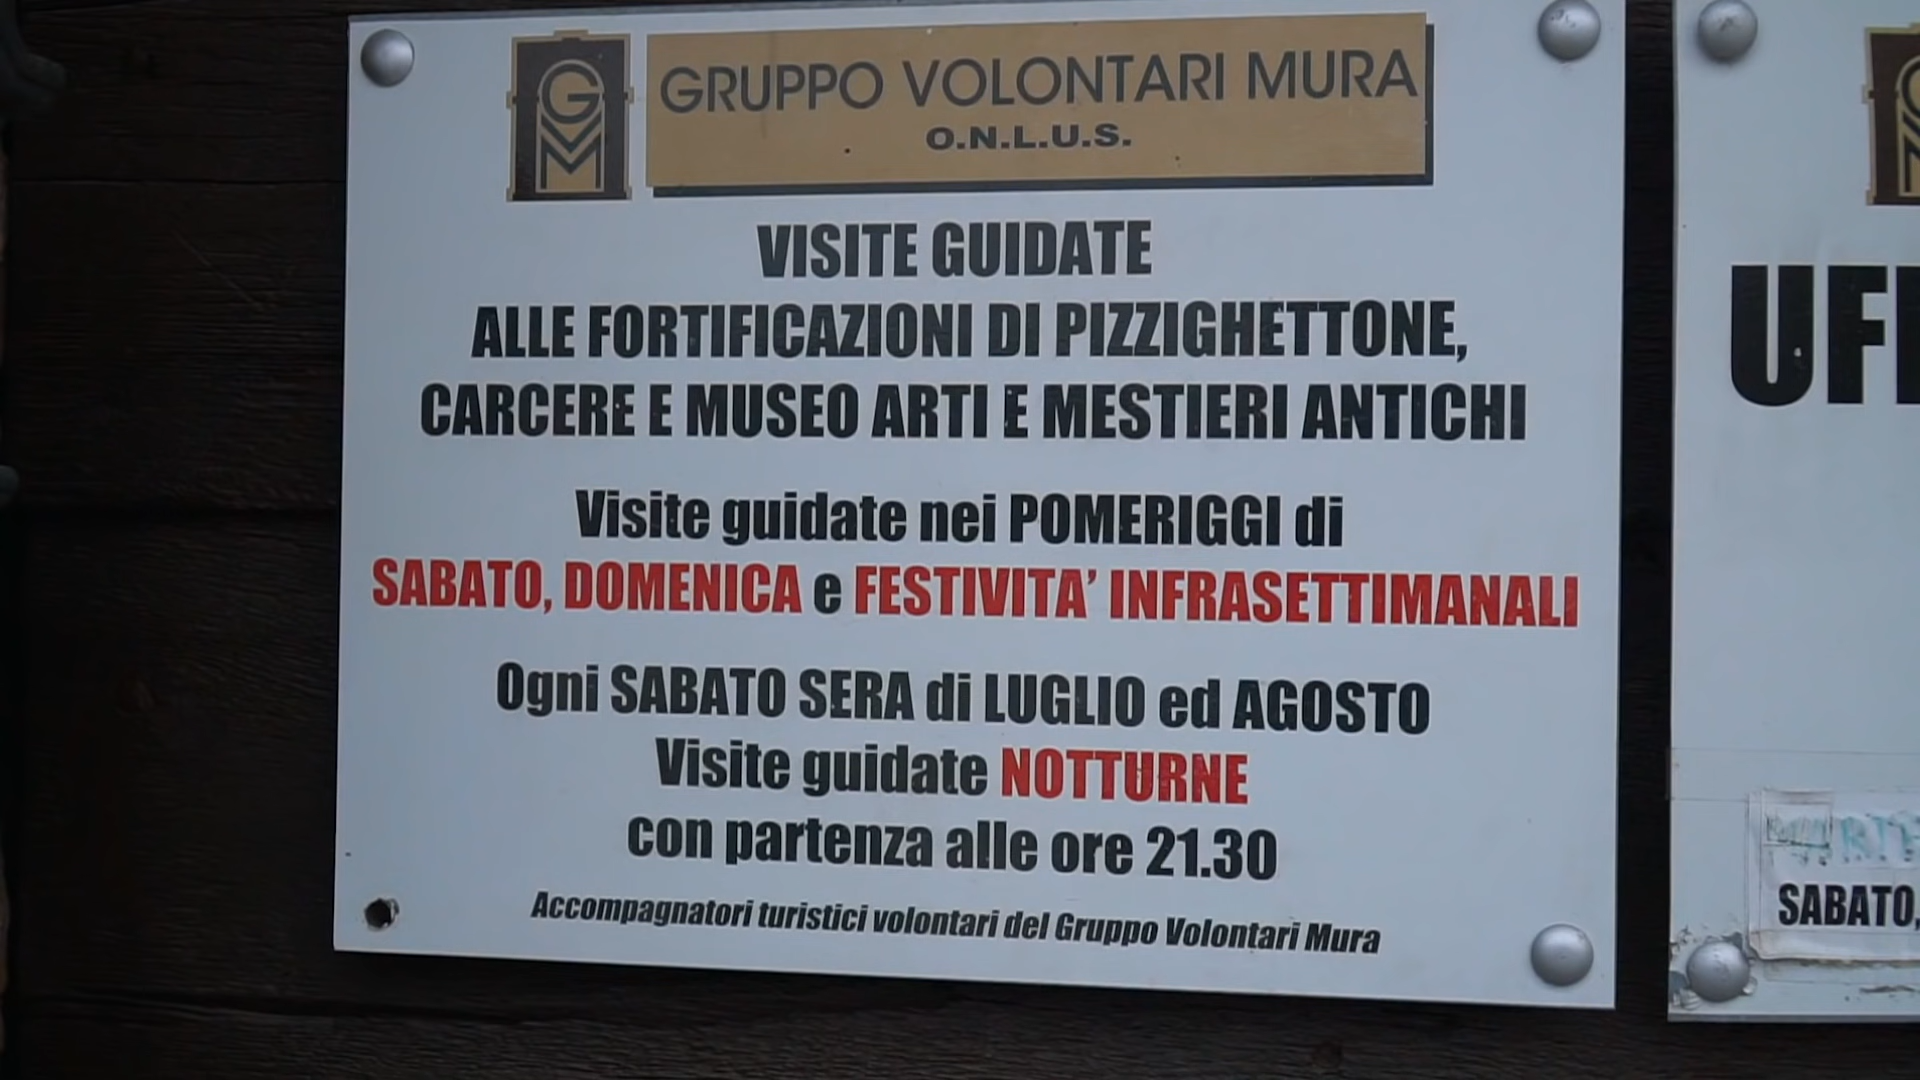 GVM
GRUPPO VOLONTARI MURA
O.N.L.U.S.
VISITE GUIDATE
ALLE FORTIFICAZIONI DI PIZZIGHETTONE,
CARCERE E MUSEO ARTI E MESTIERI ANTICHI
Visite guidate nei POMERIGGI di
SABATO, DOMENICA e FESTIVITA' INFRASETTIMANALI
Ogni SABATO SERA di LUGLIO ed AGOSTO
Visite guidate NOTTURNE
con partenza alle ore 21.30
Accompagnatori turistici volontari del Gruppo Volontari Mura
SABATO,